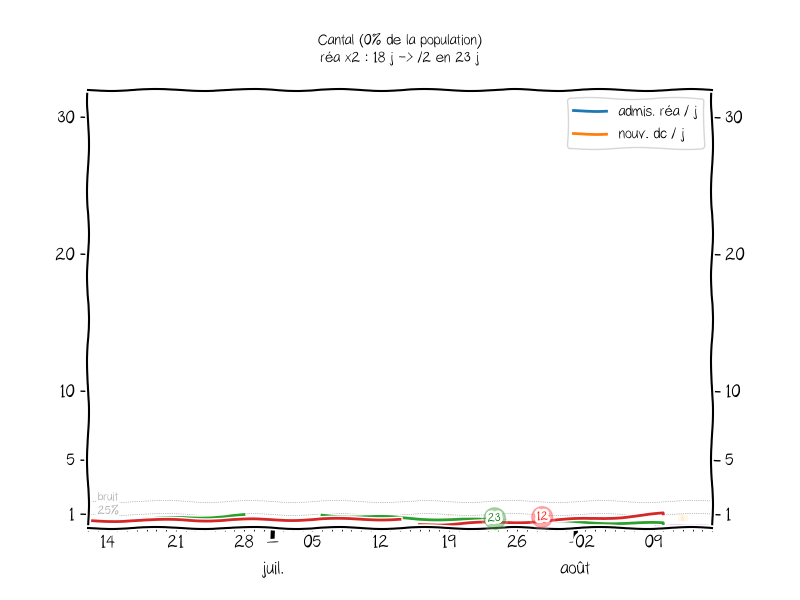 Cantal (0% de la population)
réa x2 : 18 j -> /2 en 23 j
admis. réa / j
nouv. dc / j
30
30
20
20
10
10
5
5
bruit
25%
1
1
23
12
14 21 28 05 12 19 26 02 09
juil. août